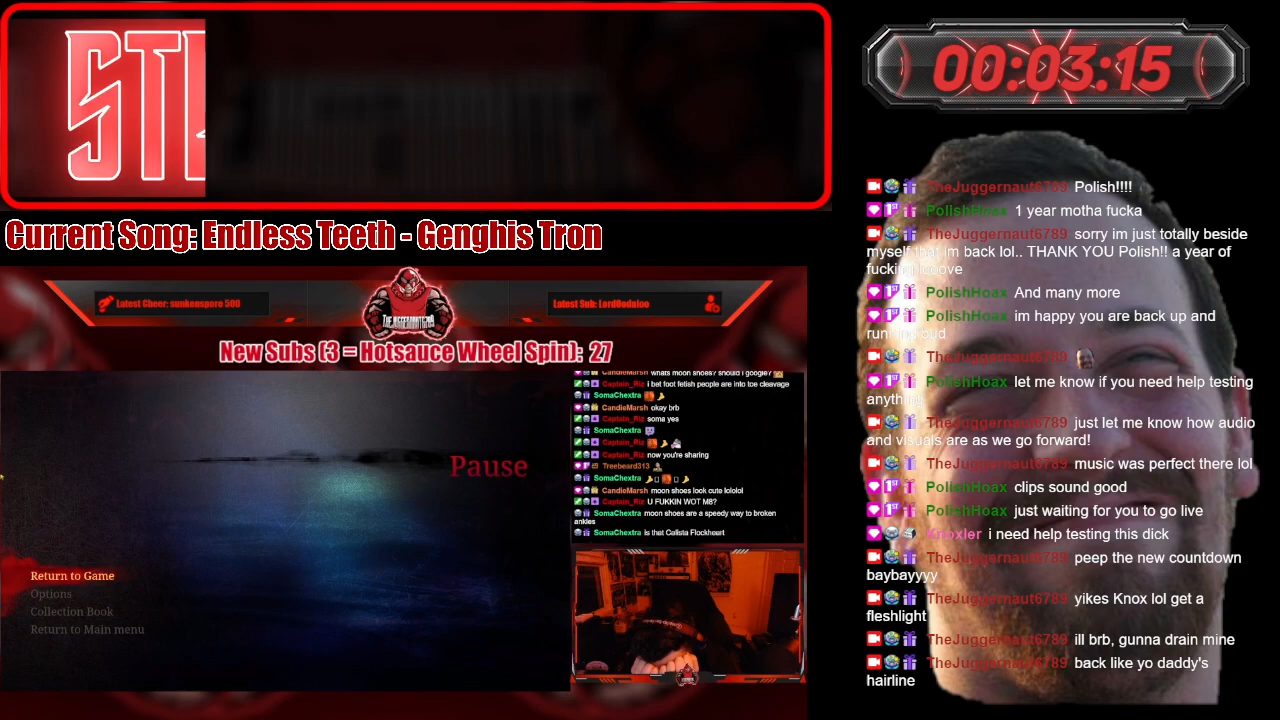 00:03:15
Current Song: Endless Teeth - Genghis Tron
Latest Cheer: sunkenspore 500
Latest Sub: LordOodaloo
THEJUGGERNAUT6789
New Subs (3 = Hotsauce Wheel Spin): 27
Pause
Return to Game
Options
Collection Book
Return to Main menu
CandieMarsh whats moon shoes? should i google?
Captain_Riz i bet foot fetish people are into toe cleavage
SomaChextra
CandieMarsh okay brb
Captain_Riz soma yes
SomaChextra
Captain_Riz
Captain_Riz now you're sharing
Treebeard313
SomaChextra
CandieMarsh moon shoes look cute lololol
Captain_Riz U FUKKIN WOT M8?
SomaChextra moon shoes are a speedy way to broken
ankles
SomaChextra is that Calista Flockheart
TheJuggernaut6789 Polish!!!!
PolishHoax 1 year motha fucka
TheJuggernaut6789 sorry im just totally beside
myself that im back lol.. THANK YOU Polish!! a year of
fuckin looove
PolishHoax And many more
PolishHoax im happy you are back up and
runnin bud
TheJuggernaut6789
PolishHoax let me know if you need help testing
anything
TheJuggernaut6789 just let me know how audio
and visuals are as we go forward!
TheJuggernaut6789 music was perfect there lol
PolishHoax clips sound good
PolishHoax just waiting for you to go live
Knoxler i need help testing this dick
TheJuggernaut6789 peep the new countdown
baybayyyy
TheJuggernaut6789 yikes Knox lol get a
fleshlight
TheJuggernaut6789 ill brb, gunna drain mine
TheJuggernaut6789 back like yo daddy's
hairline